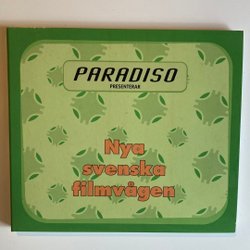 PARADISO
PRESENTERAR
Nya
svenska
filmvågen